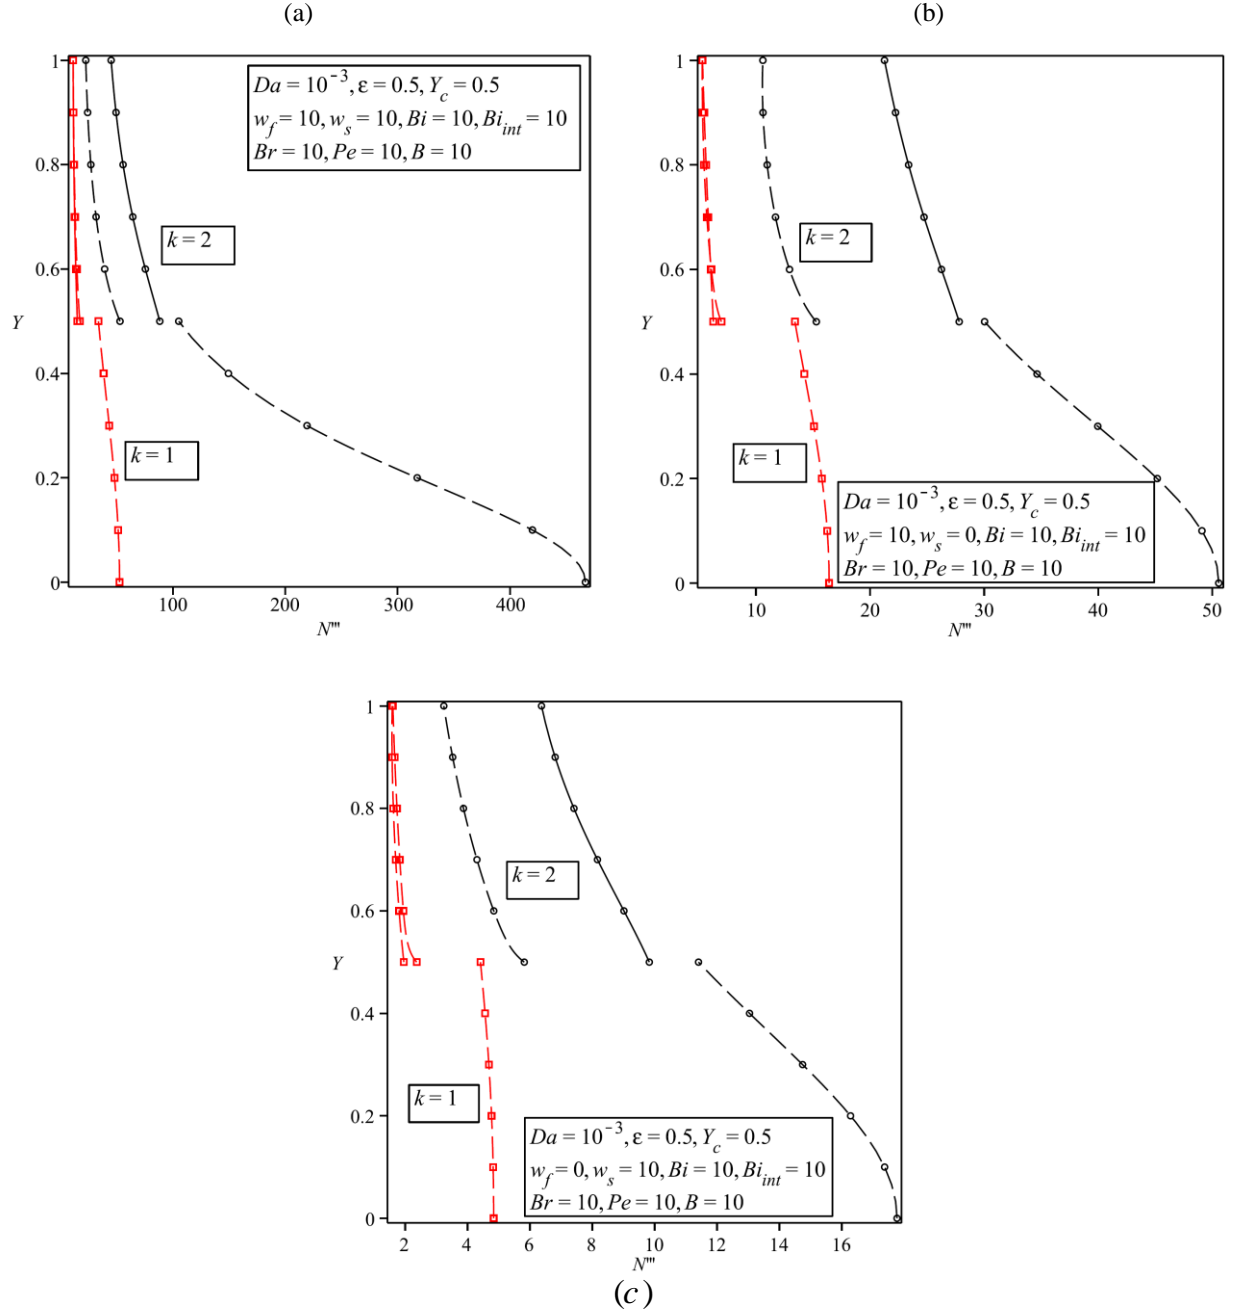 (a)
1
0.8
0.6
Y
0.4
0.2
0
Da = 10⁻³, ε = 0.5, Y_c = 0.5
w_f = 10, w_s = 10, Bi = 10, Bi_int = 10
Br = 10, Pe = 10, B = 10
k = 2
k = 1
100 200 300 400
N'''
(b)
1
0.8
0.6
Y
0.4
0.2
0
k = 2
k = 1
Da = 10⁻³, ε = 0.5, Y_c = 0.5
w_f = 10, w_s = 0, Bi = 10, Bi_int = 10
Br = 10, Pe = 10, B = 10
10 20 30 40 50
N'''
1
0.8
0.6
Y
0.4
0.2
0
k = 2
k = 1
Da = 10⁻³, ε = 0.5, Y_c = 0.5
w_f = 0, w_s = 10, Bi = 10, Bi_int = 10
Br = 10, Pe = 10, B = 10
2 4 6 8 10 12 14 16
N'''
(c)